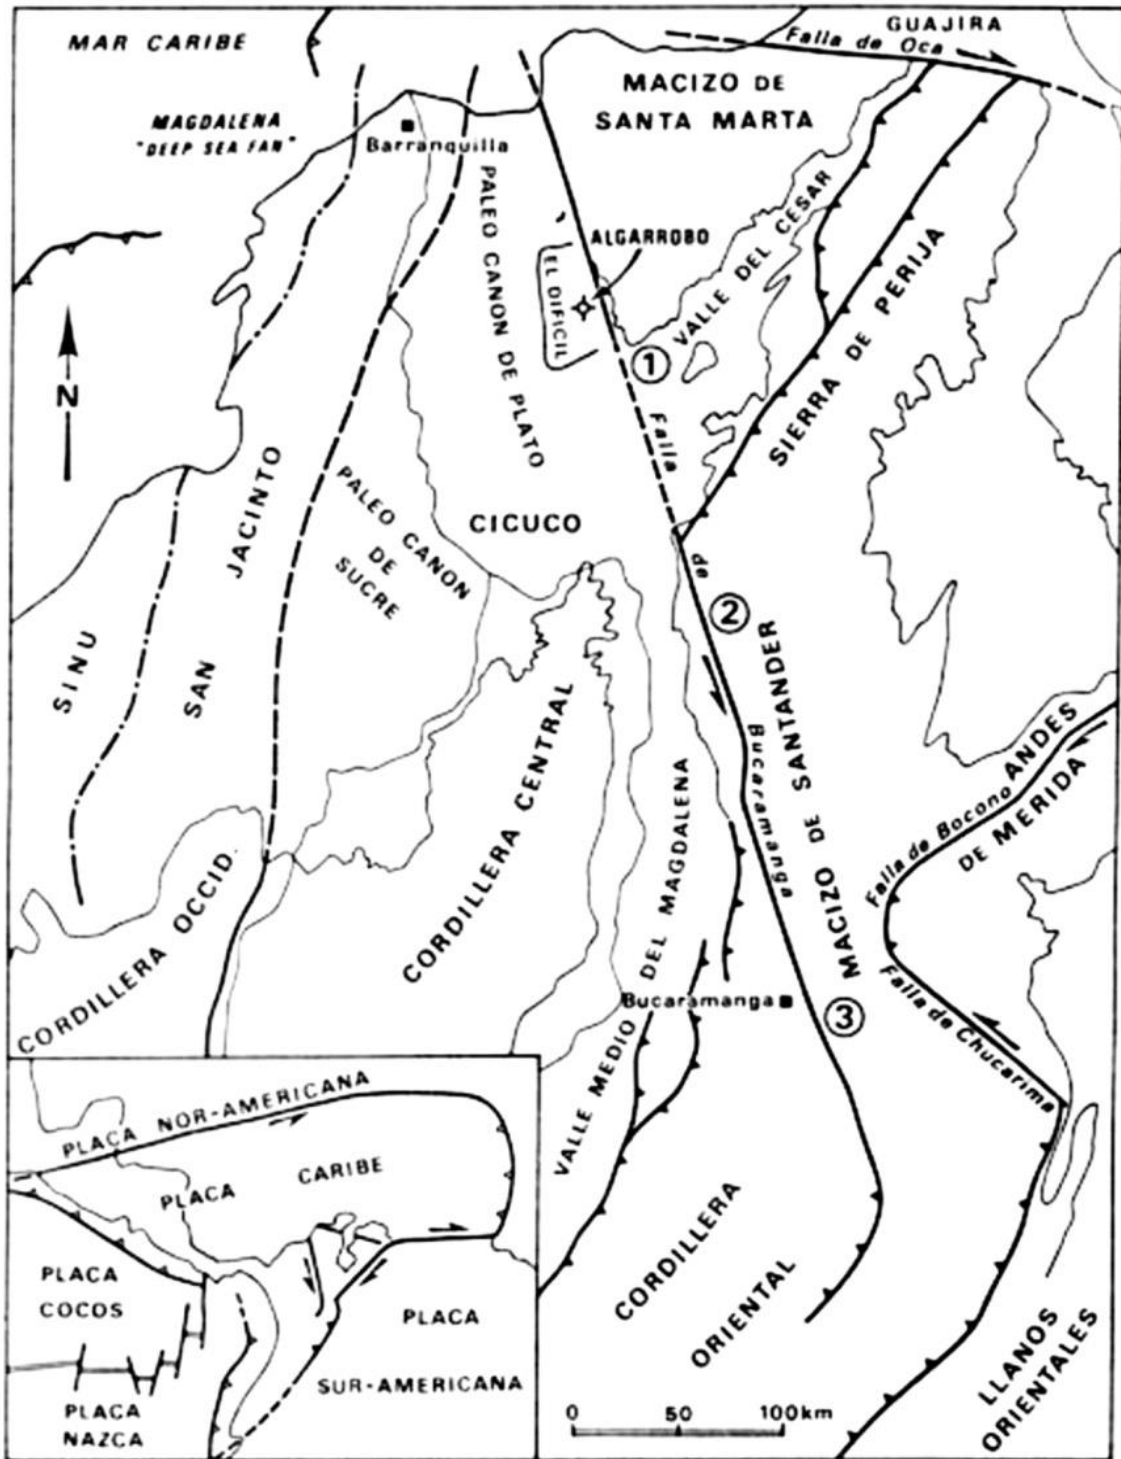 MAR CARIBE
MAGDALENA
"DEEP SEA FAN"
Barranquilla
GUAJIRA
Falla de Oca
MACIZO DE
SANTA MARTA
PALEO CANON DE PLATO
ALGARROBO
EL DIFICIL
VALLE DEL CESAR
SIERRA DE PERIJA
N
1
Falla
de
Bucaramanga
CICUCO
PALEO CANON
DE
SUCRE
SAN JACINTO
SINU
2
MACIZO DE SANTANDER
CORDILLERA CENTRAL
CORDILLERA OCCID.
VALLE MEDIO DEL MAGDALENA
Bucaramanga
3
Falla de Bocono
ANDES
DE MERIDA
Falla de Chucarima
CORDILLERA
ORIENTAL
LLANOS
ORIENTALES
0 50 100km
PLACA NOR-AMERICANA
PLACA CARIBE
PLACA
COCOS
PLACA
NAZCA
PLACA
SUR-AMERICANA